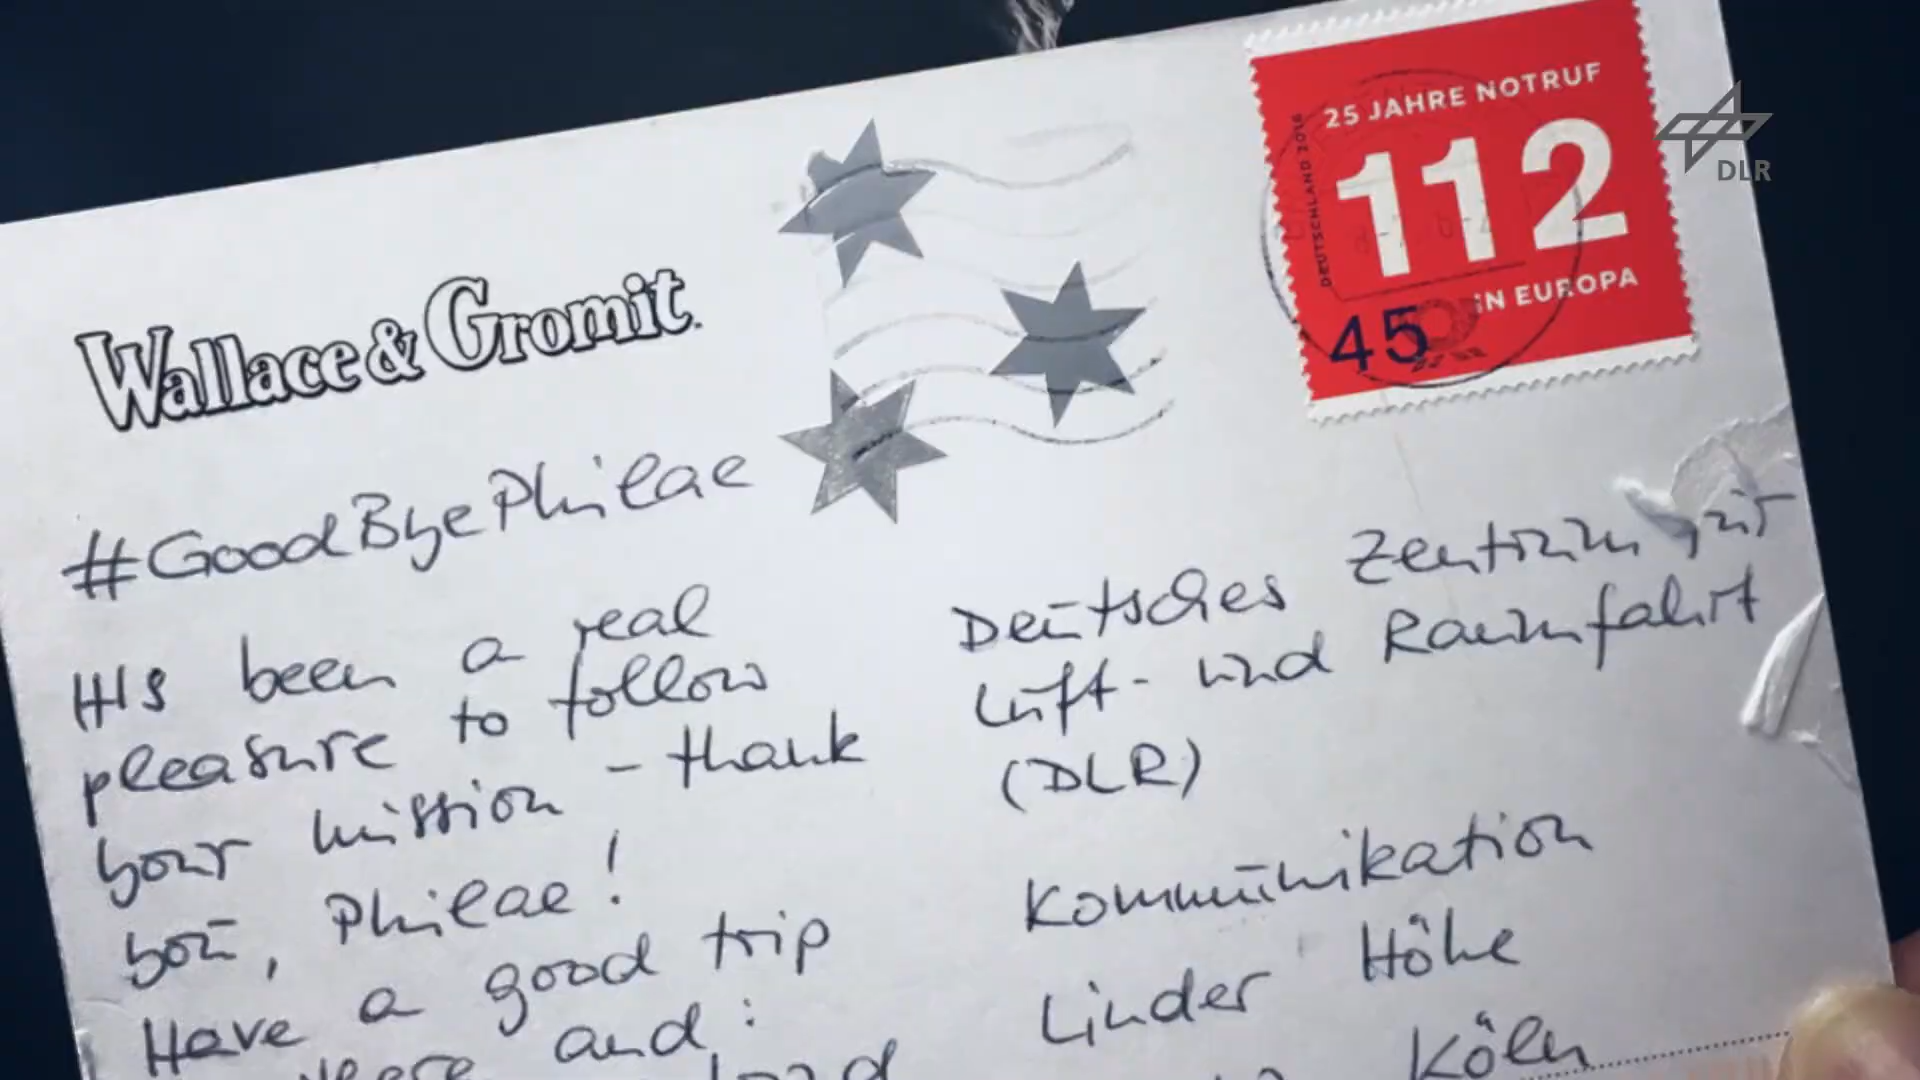 25 JAHRE NOTRUF
DEUTSCHLAND 2016
112
IN EUROPA
45
DLR
Wallace & Gromit
#GoodByePhilae
It's been a real
pleasure to follow
your mission - thank
you, Philae!
Have a good trip
and:
Deutsches Zentrum für
Luft- und Raumfahrt
(DLR)
Kommunikation
Linder Höhe
Köln